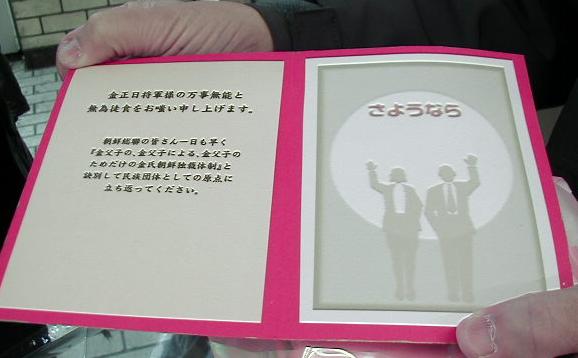 金正日将軍様の万事無能と
無為徒食をお嗤い申し上げます。
朝鮮総聯の皆さん一日も早く
『金父子の、金父子による、金父子の
ためだけの金氏朝鮮独裁体制』と
訣別して民族団体としての原点に
立ち返ってください。
さようなら